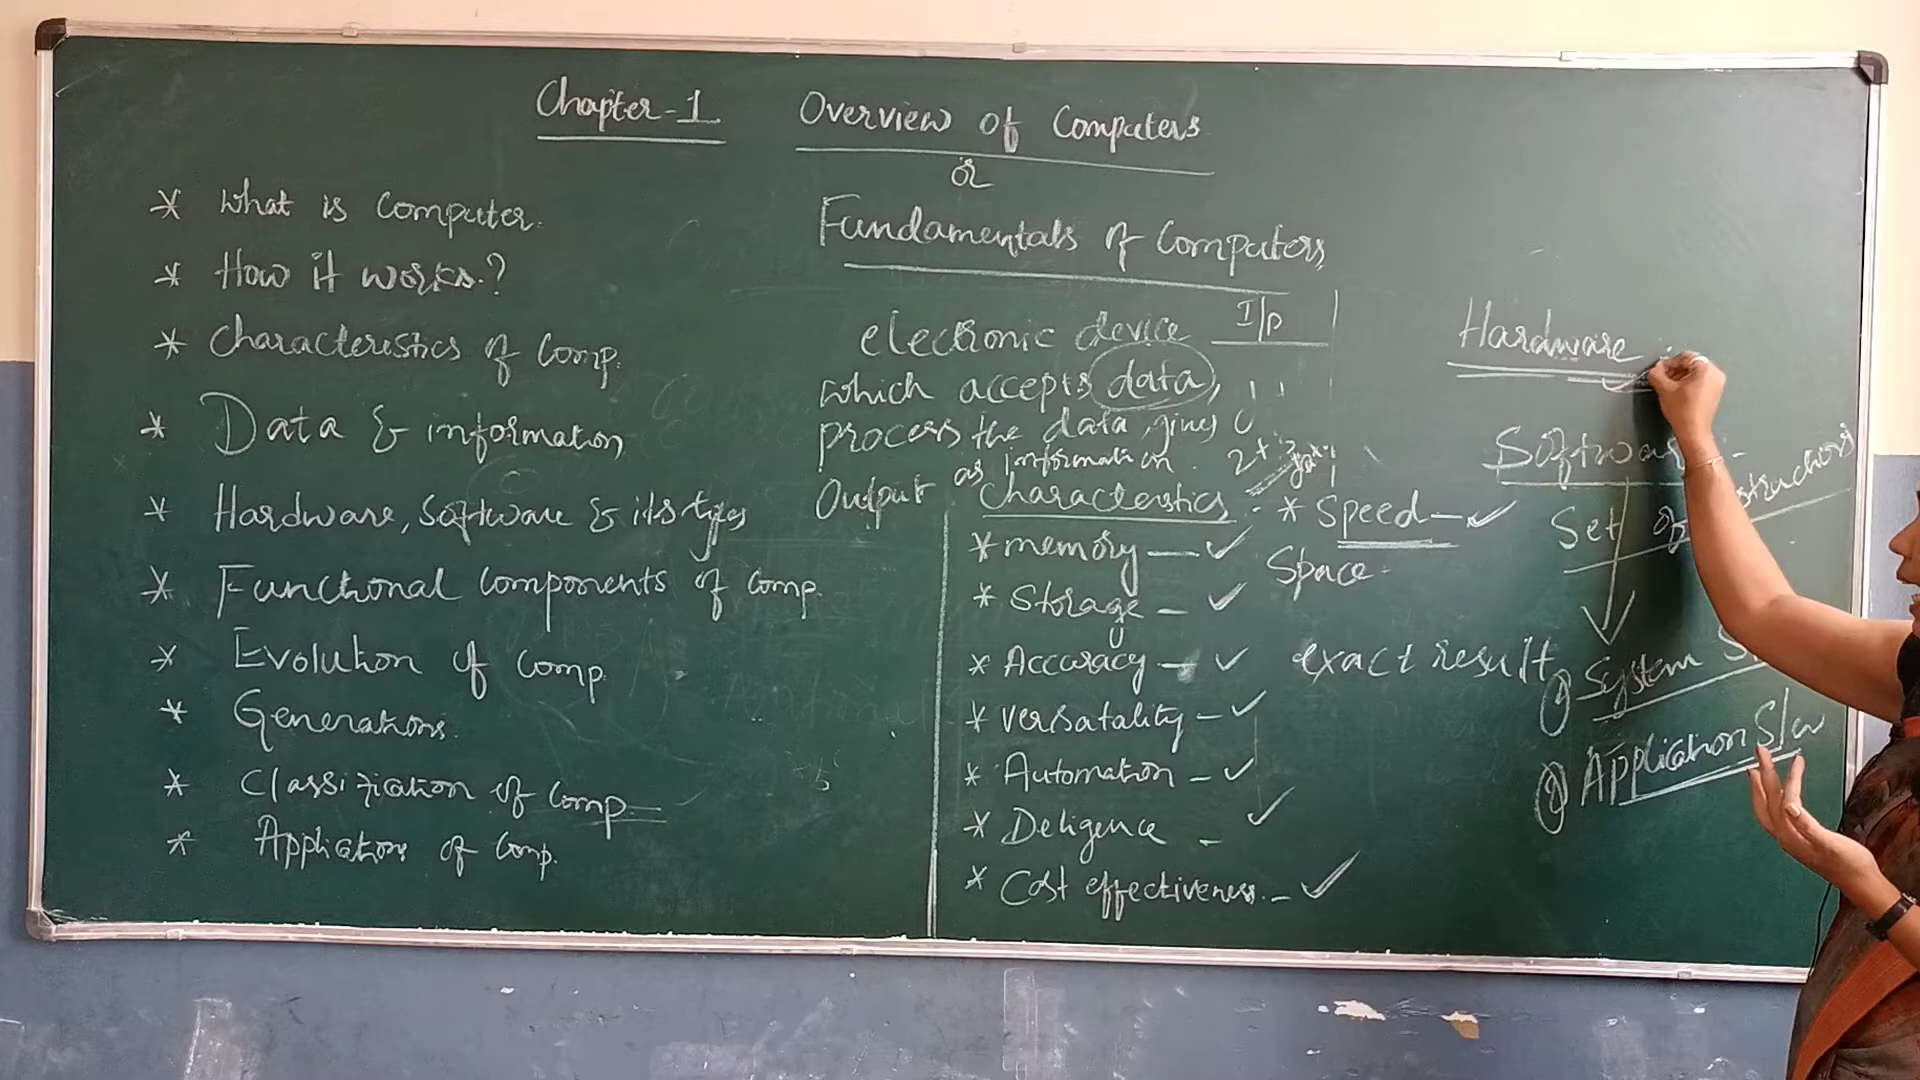 Chapter-1 Overview of Computers
or
Fundamentals of Computers
* What is Computer.
* How it works.?
* Characteristics of Comp.
* Data & information
* Hardware, Software & its types
* Functional Components of Comp.
* Evolution of Comp.
* Generations.
* Classification of Comp.
* Applications of Comp.
electronic device I/p
which accepts data,
process the data, gives
Output as information.
Characteristics
* Speed - ✓
* memory - ✓ Space.
* Storage - ✓
* Accuracy - ✓ exact result
* Versatality - ✓
* Automation - ✓
* Deligence - ✓
* Cost effectiveness. - ✓
Hardware
Set of
① System
② Application S/w